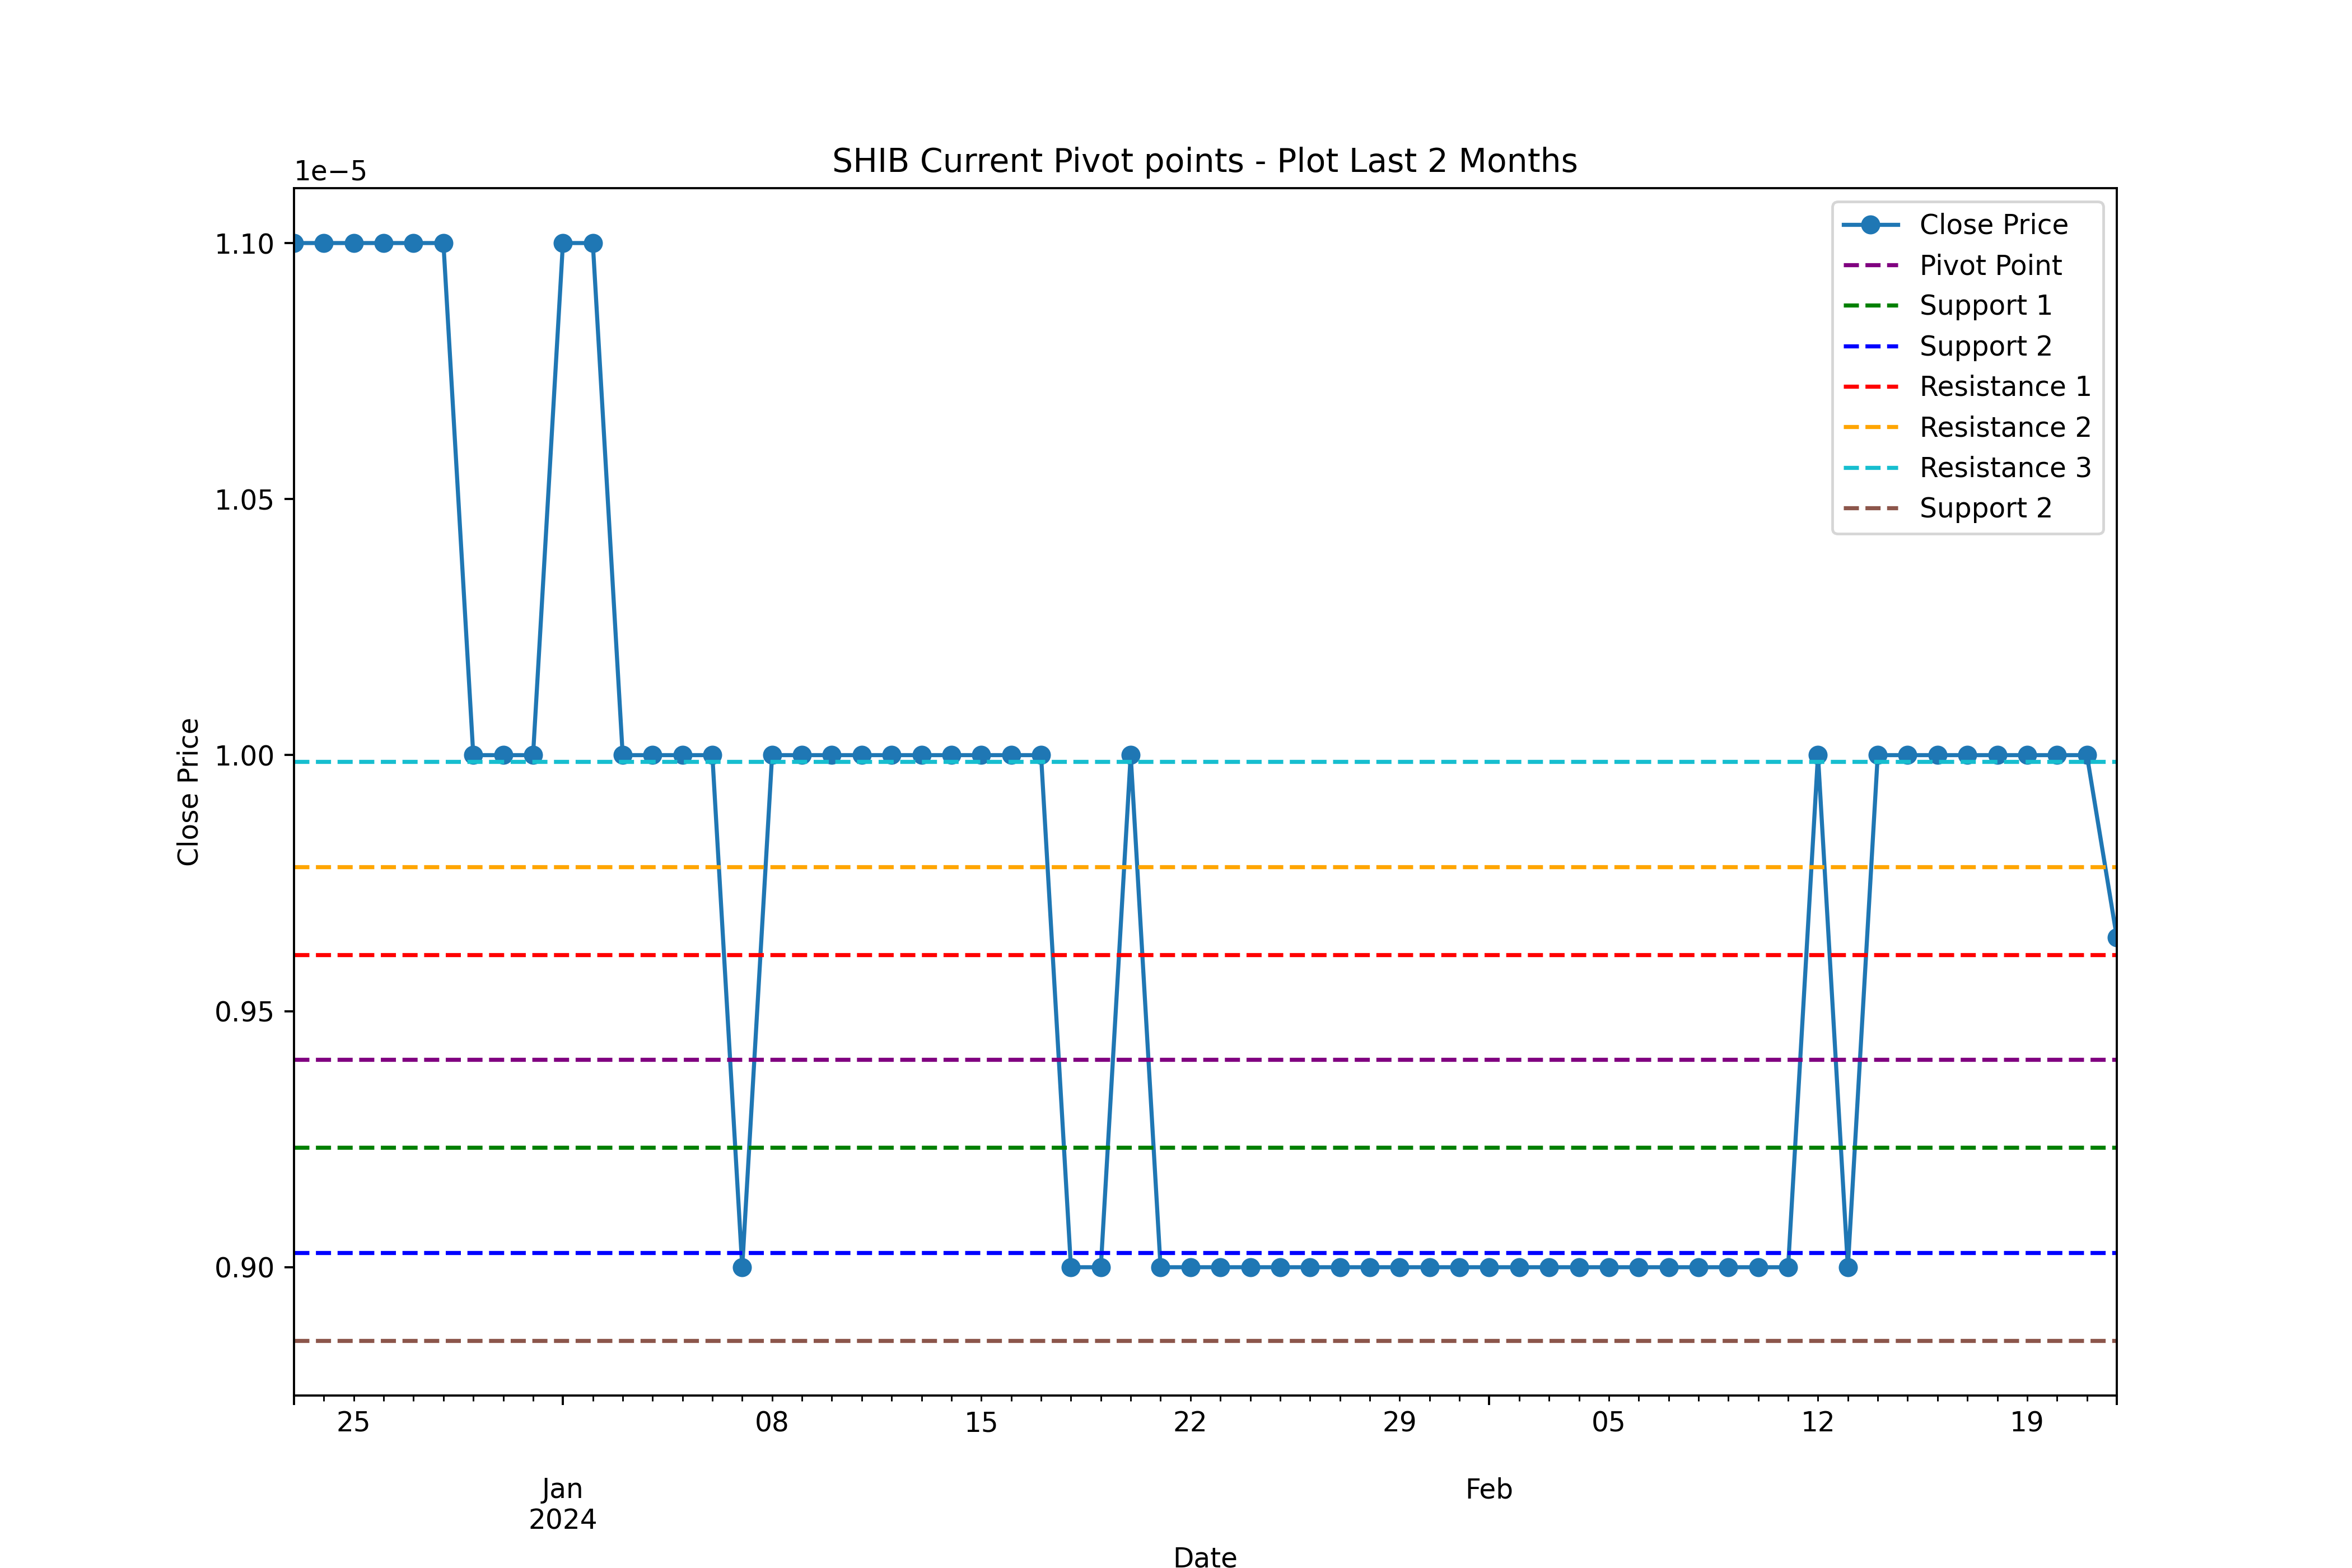 SHIB Current Pivot points - Plot Last 2 Months
1e−5
1.10
1.05
1.00
0.95
0.90
Close Price
Close Price
Pivot Point
Support 1
Support 2
Resistance 1
Resistance 2
Resistance 3
Support 2
25 08 15 22 29 05 12 19
Jan Feb
2024
Date